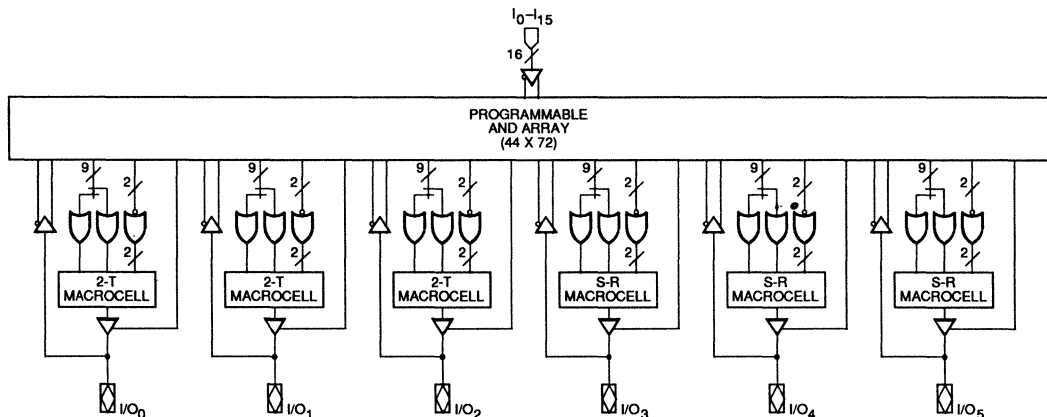 I0–I15
16
PROGRAMMABLE
AND ARRAY
(44 X 72)
9 2 9 2 9 2 9 2 9 2 9 2
2 2 2 2 2 2
2-T
MACROCELL
2-T
MACROCELL
2-T
MACROCELL
S-R
MACROCELL
S-R
MACROCELL
S-R
MACROCELL
I/O0 I/O1 I/O2 I/O3 I/O4 I/O5